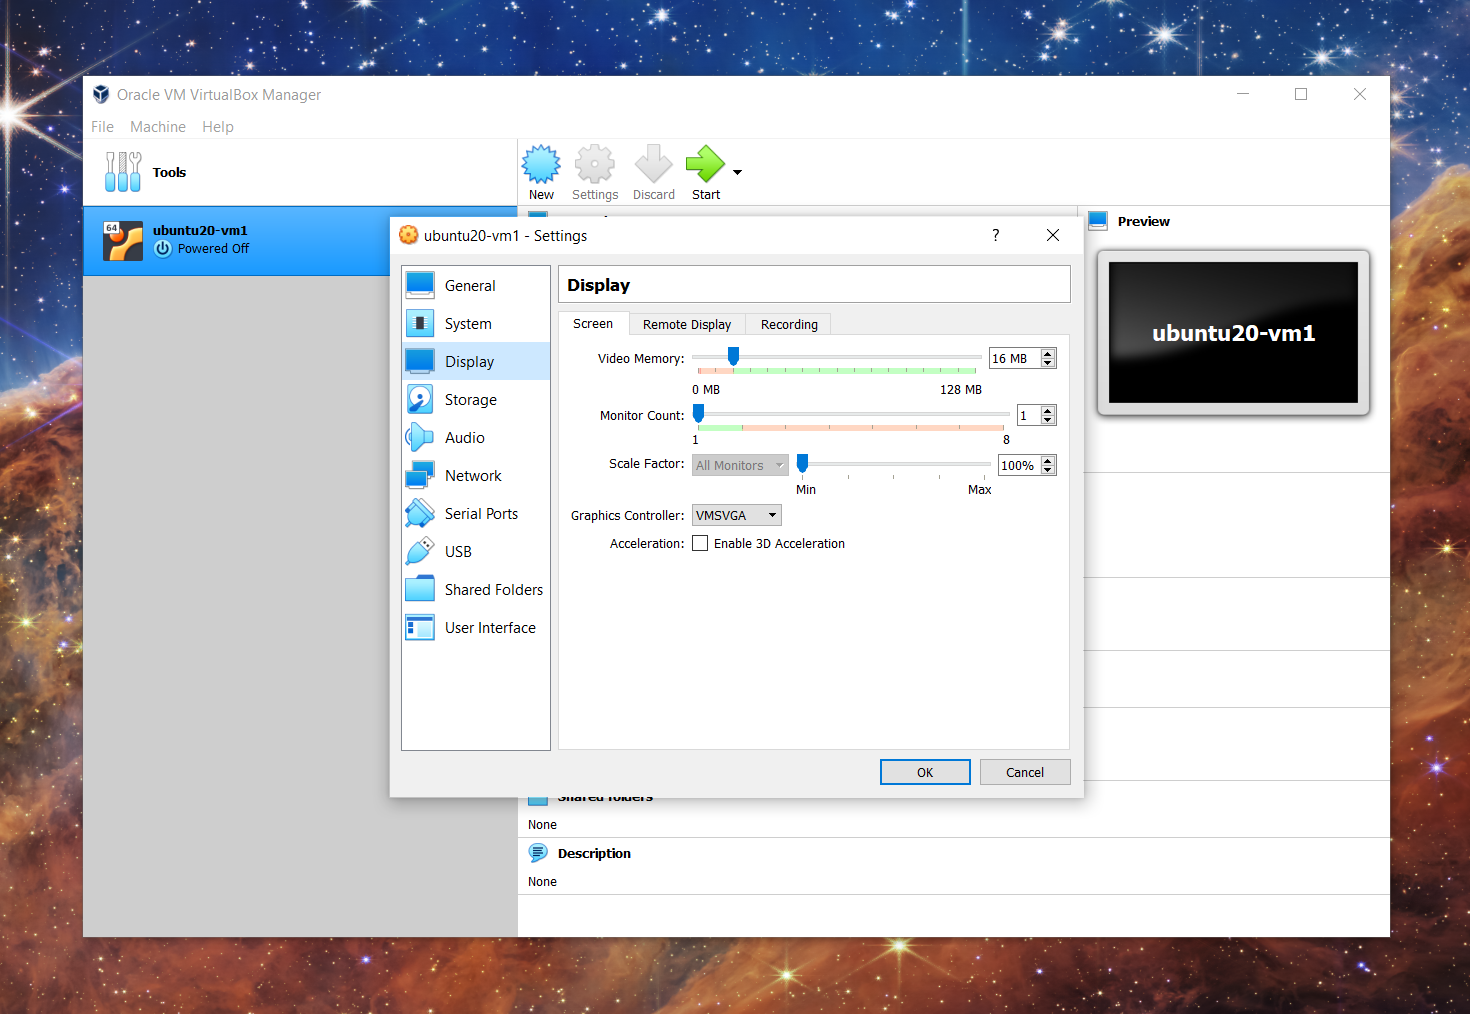 Oracle VM VirtualBox Manager
File Machine Help
Tools
New Settings Discard Start
64
ubuntu20-vm1
Powered Off
ubuntu20-vm1 - Settings
?
General
System
Display
Storage
Audio
Network
Serial Ports
USB
Shared Folders
User Interface
Display
Screen Remote Display Recording
Video Memory: 16 MB
0 MB 128 MB
Monitor Count: 1
1 8
Scale Factor: All Monitors 100%
Min Max
Graphics Controller: VMSVGA
Acceleration: Enable 3D Acceleration
OK Cancel
Preview
ubuntu20-vm1
Shared folders
None
Description
None